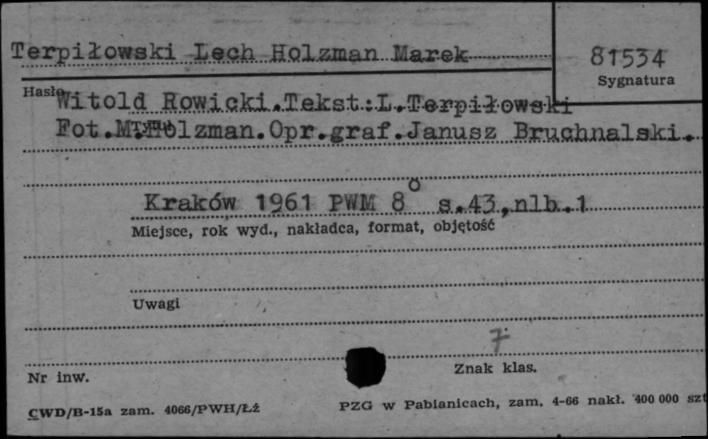 Terpiłowski Lech Holzman Marek
81534
Sygnatura
Hasło
Witold Rowicki.Tekst:L.Terpiłowski
Fot.M.Holzman.Opr.graf.Janusz Bruchnalski.
Kraków 1961 PWM 8° s.43,nlb.1
Miejsce, rok wyd., nakładca, format, objętość
Uwagi
7
Nr inw.
Znak klas.
CWD/B-15a zam. 4066/PWH/Łź
PZG w Pabianicach, zam. 4-66 nakł. 400 000 szt